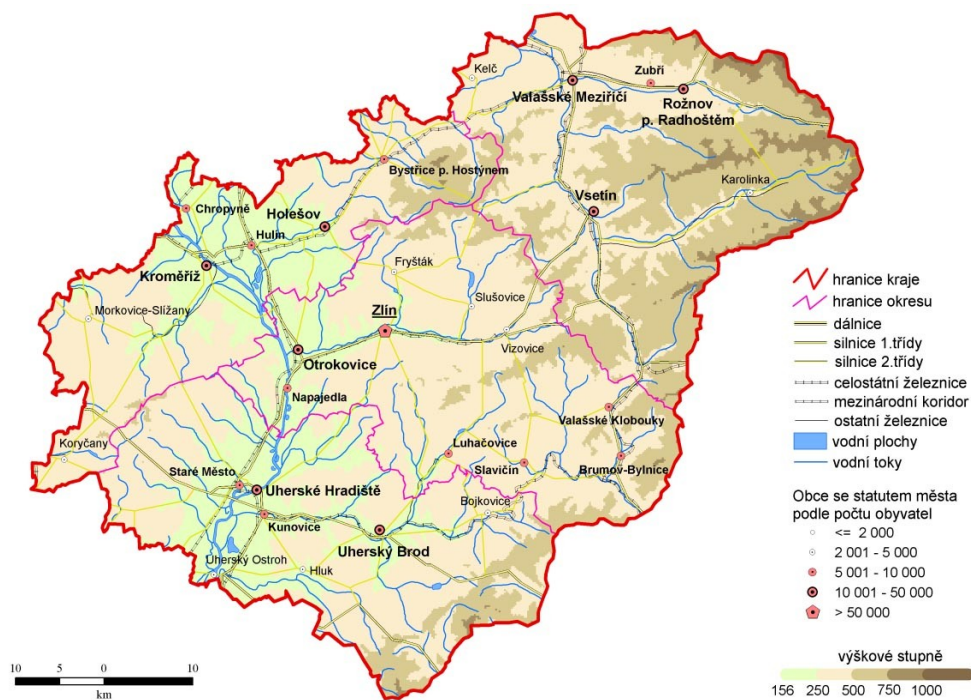 Kelč
Zubří
Valašské Meziříčí
Rožnov
p. Radhoštěm
Bystřice p. Hostýnem
Karolinka
Chropyně
Holešov
Vsetín
Hulín
Kroměříž
Fryšták
Slušovice
Morkovice-Slížany
Zlín
Vizovice
Otrokovice
Napajedla
Valašské Klobouky
Koryčany
Luhačovice
Staré Město
Slavičín
Brumov-Bylnice
Uherské Hradiště
Bojkovice
Kunovice
Uherský Brod
Uherský Ostroh
Hluk
hranice kraje
hranice okresu
dálnice
silnice 1.třídy
silnice 2.třídy
celostátní železnice
mezinárodní koridor
ostatní železnice
vodní plochy
vodní toky
Obce se statutem města
podle počtu obyvatel
<= 2 000
2 001 - 5 000
5 001 - 10 000
10 001 - 50 000
> 50 000
výškové stupně
156 250 500 750 1000
10 5 0 10
km